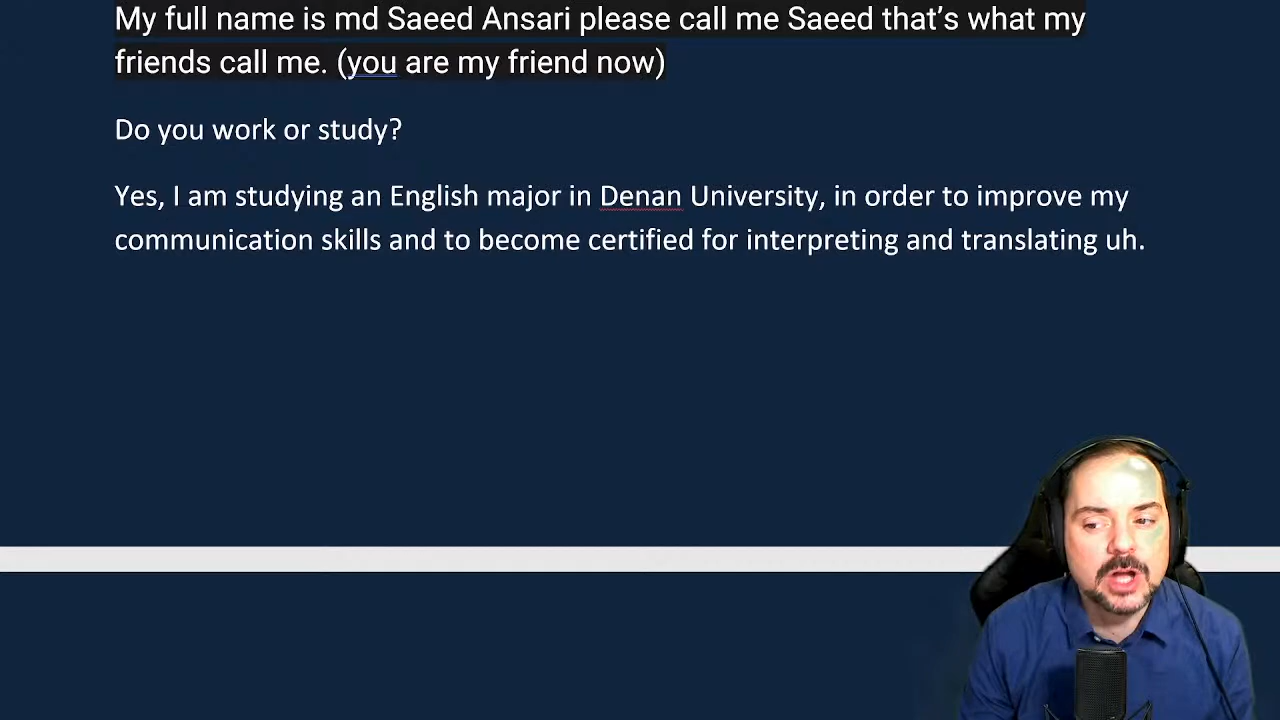 My full name is md Saeed Ansari please call me Saeed that’s what my
friends call me. (you are my friend now)
Do you work or study?
Yes, I am studying an English major in Denan University, in order to improve my
communication skills and to become certified for interpreting and translating uh.